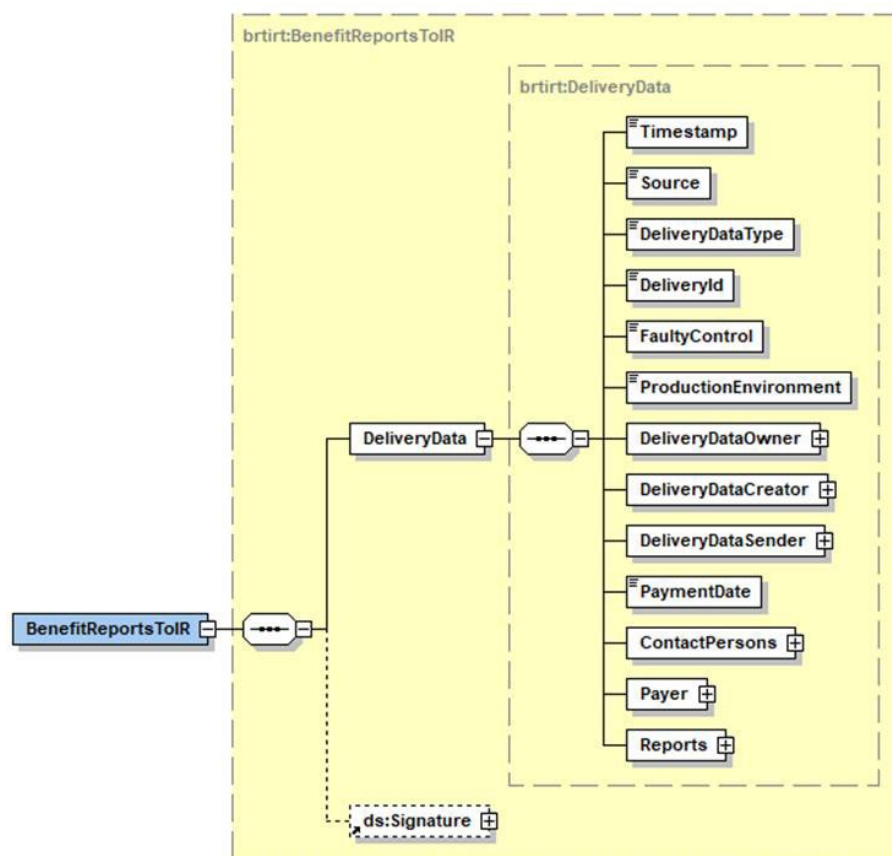 brtirt:BenefitReportsToIR
brtirt:DeliveryData
Timestamp
Source
DeliveryDataType
DeliveryId
FaultyControl
ProductionEnvironment
DeliveryData
DeliveryDataOwner
DeliveryDataCreator
DeliveryDataSender
PaymentDate
BenefitReportsToIR
ContactPersons
Payer
Reports
ds:Signature